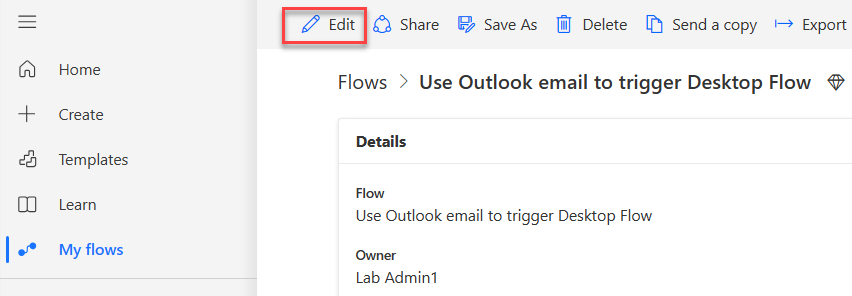 Edit Share Save As Delete Send a copy Export
Home
Create
Templates
Learn
My flows
Flows > Use Outlook email to trigger Desktop Flow
Details
Flow
Use Outlook email to trigger Desktop Flow
Owner
Lab Admin1